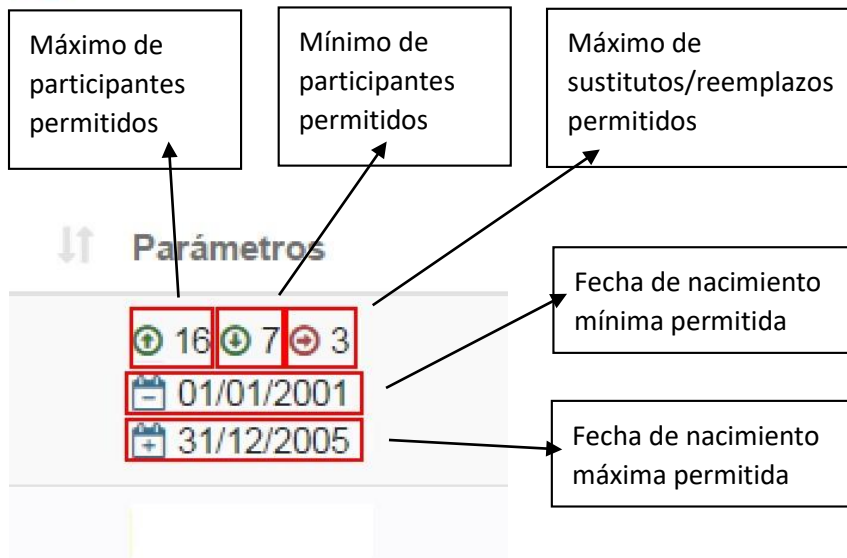 Máximo de
participantes
permitidos
Mínimo de
participantes
permitidos
Máximo de
sustitutos/reemplazos
permitidos
Parámetros
16 7 3
01/01/2001
31/12/2005
Fecha de nacimiento
mínima permitida
Fecha de nacimiento
máxima permitida